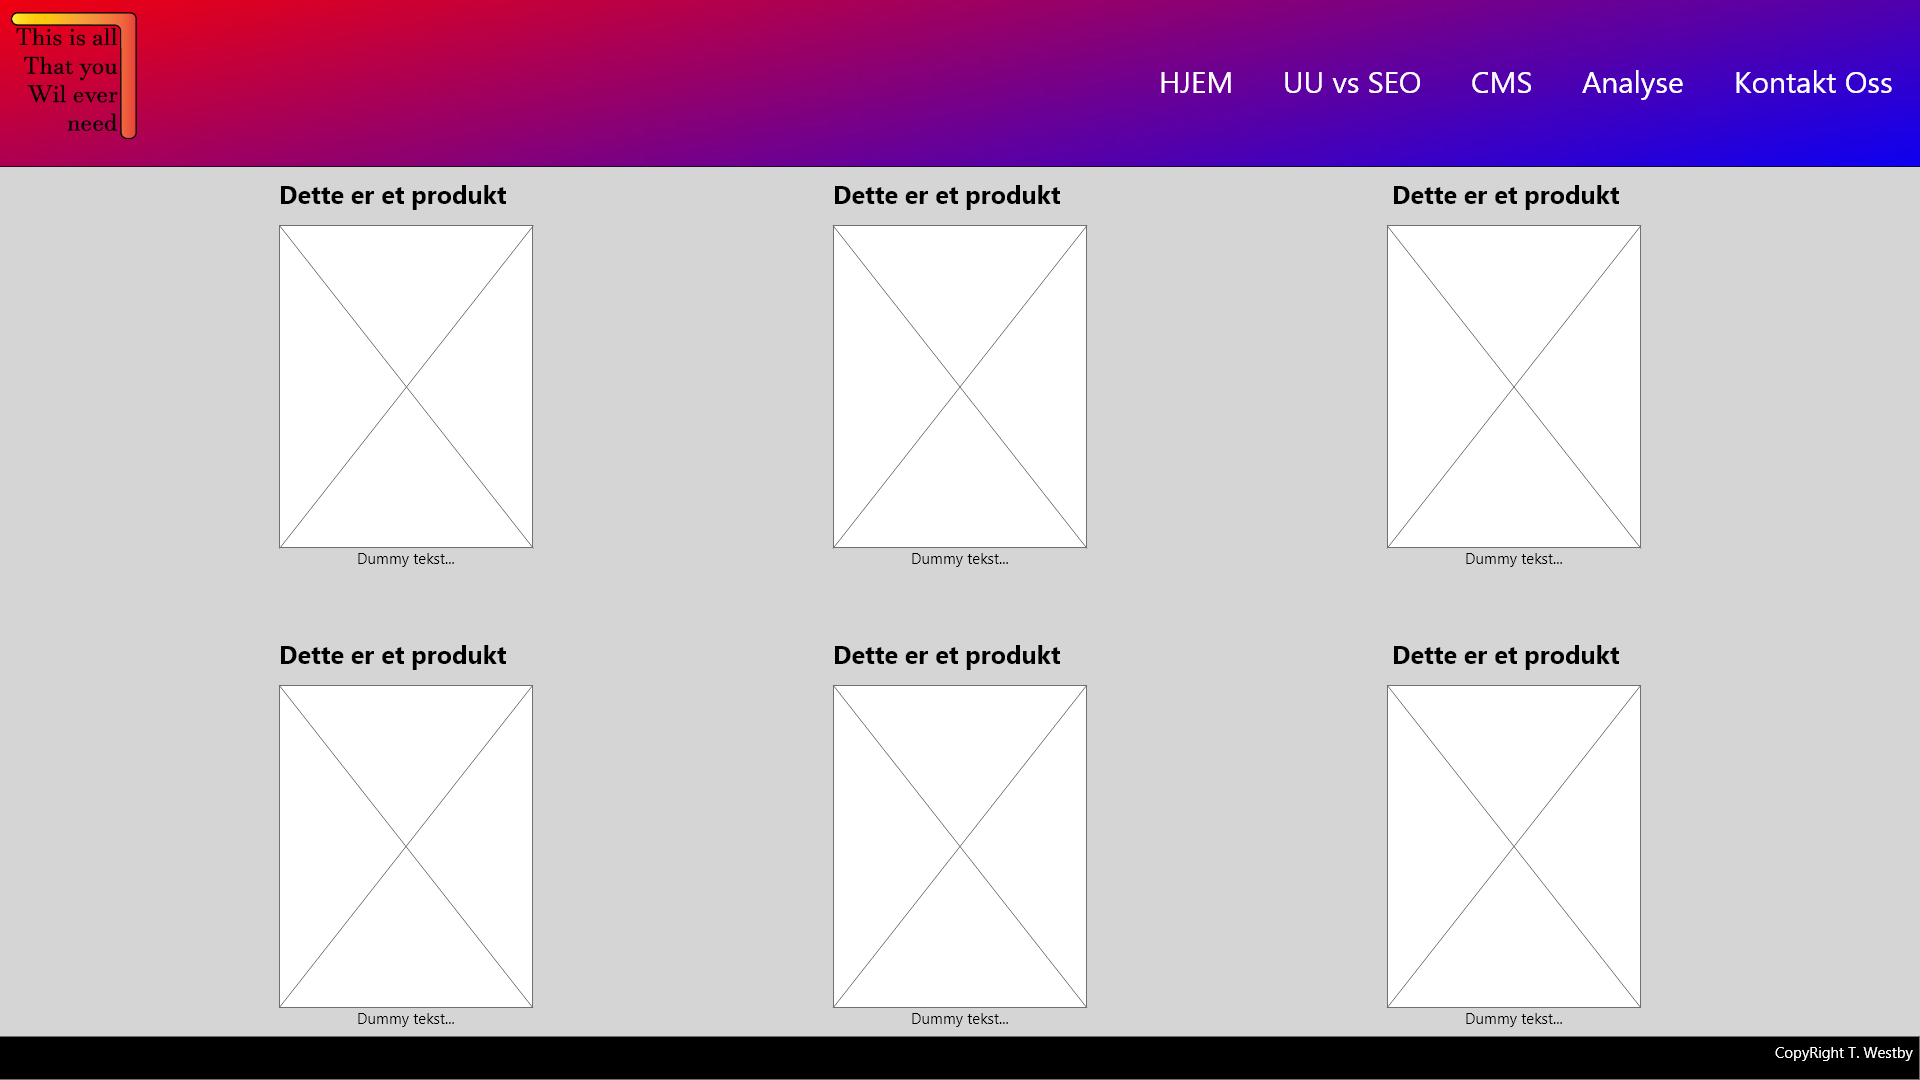 This is all
That you
Wil ever
need
HJEM UU vs SEO CMS Analyse Kontakt Oss
Dette er et produkt Dette er et produkt Dette er et produkt
Dummy tekst... Dummy tekst... Dummy tekst...
Dette er et produkt Dette er et produkt Dette er et produkt
Dummy tekst... Dummy tekst... Dummy tekst...
CopyRight T. Westby